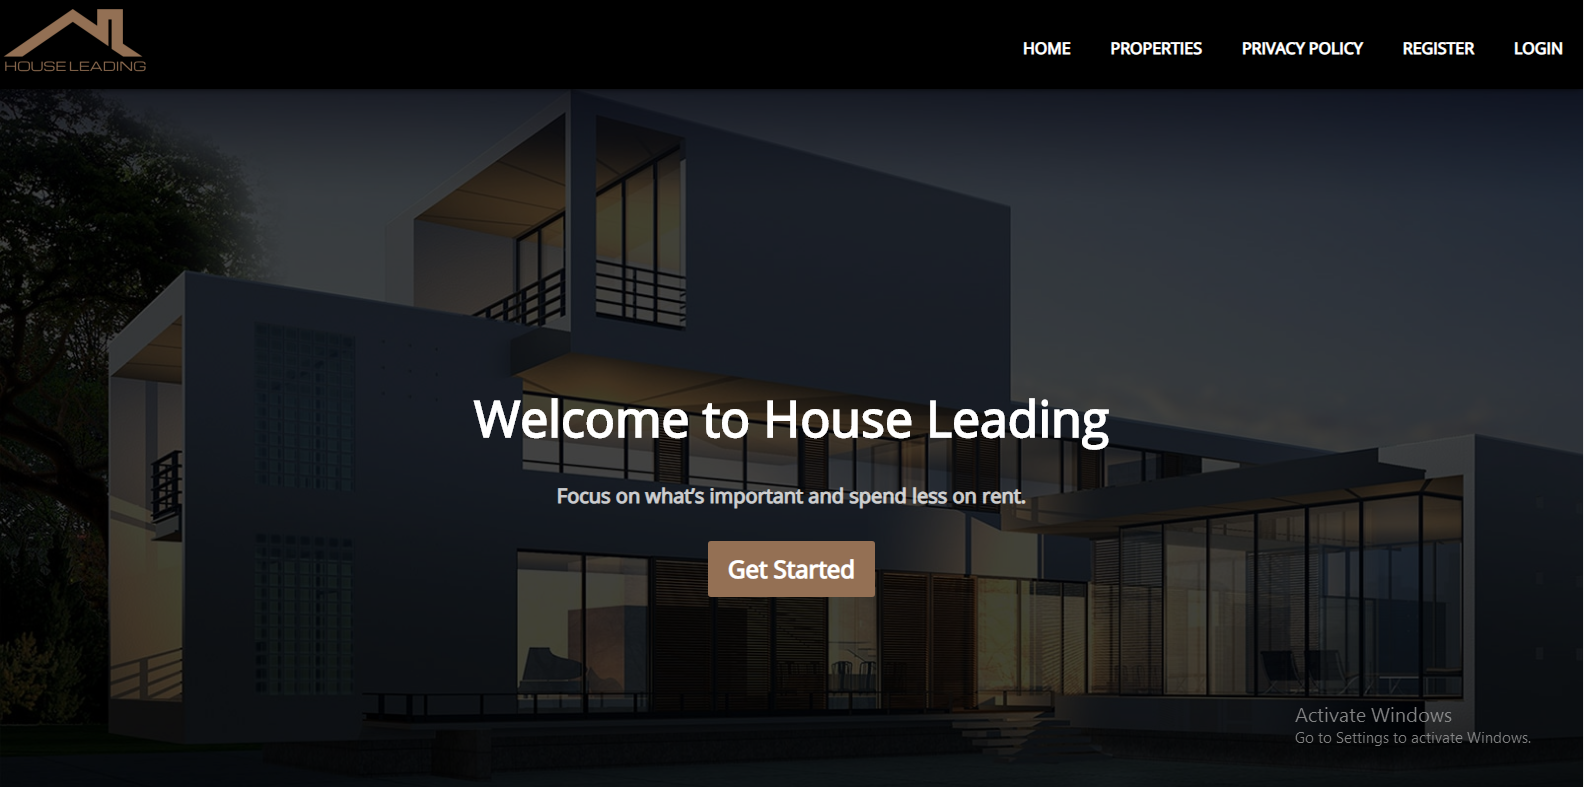 HOUSE LEADING
HOME PROPERTIES PRIVACY POLICY REGISTER LOGIN
Welcome to House Leading
Focus on what’s important and spend less on rent.
Get Started
Activate Windows
Go to Settings to activate Windows.